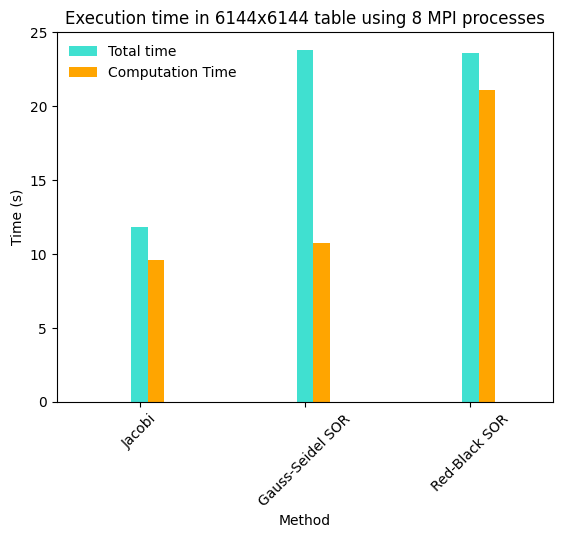 Execution time in 6144x6144 table using 8 MPI processes
Total time
Computation Time
25
20
15
10
5
0
Time (s)
Jacobi
Gauss-Seidel SOR
Red-Black SOR
Method